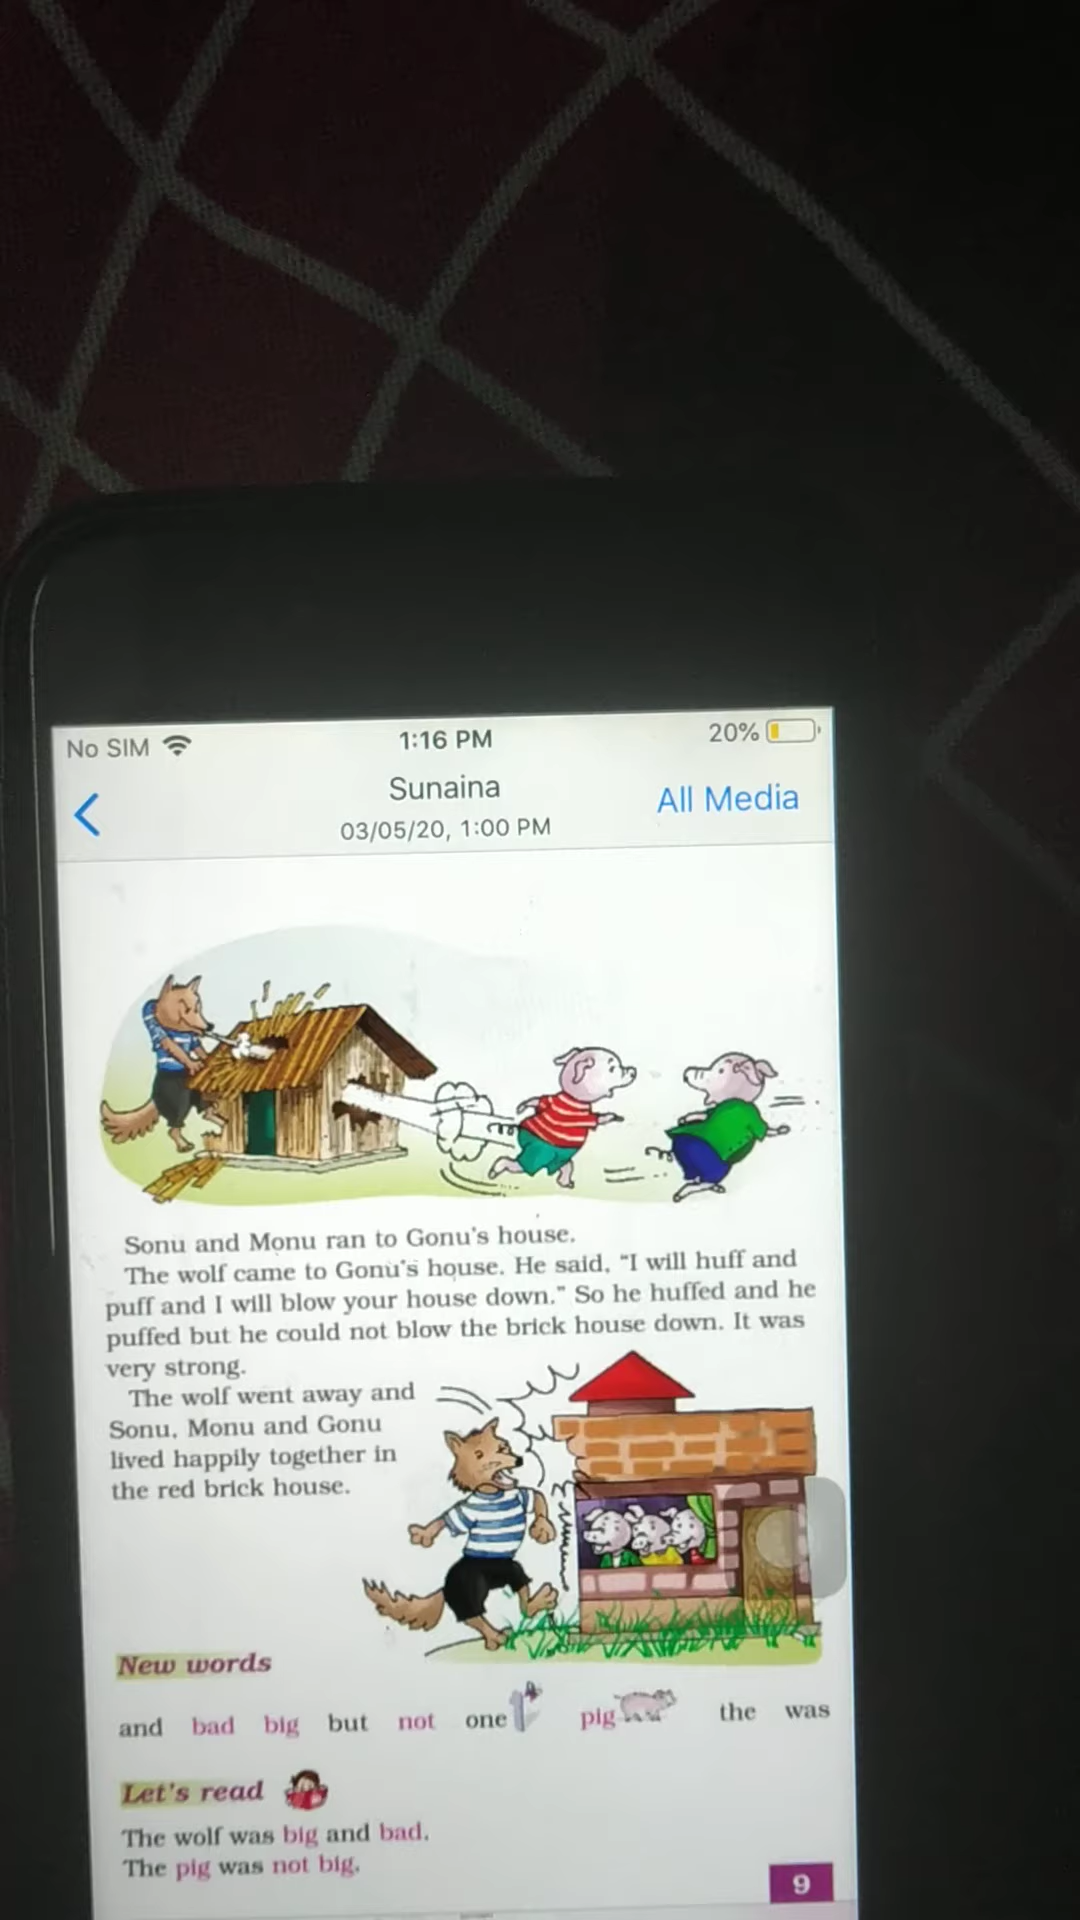 No SIM 1:16 PM 20%
Sunaina All Media
03/05/20, 1:00 PM
Sonu and Monu ran to Gonu's house.
The wolf came to Gonu's house. He said, "I will huff and
puff and I will blow your house down." So he huffed and he
puffed but he could not blow the brick house down. It was
very strong.
The wolf went away and
Sonu, Monu and Gonu
lived happily together in
the red brick house.
New words
and bad big but not one pig the was
Let's read
The wolf was big and bad.
The pig was not big.
9